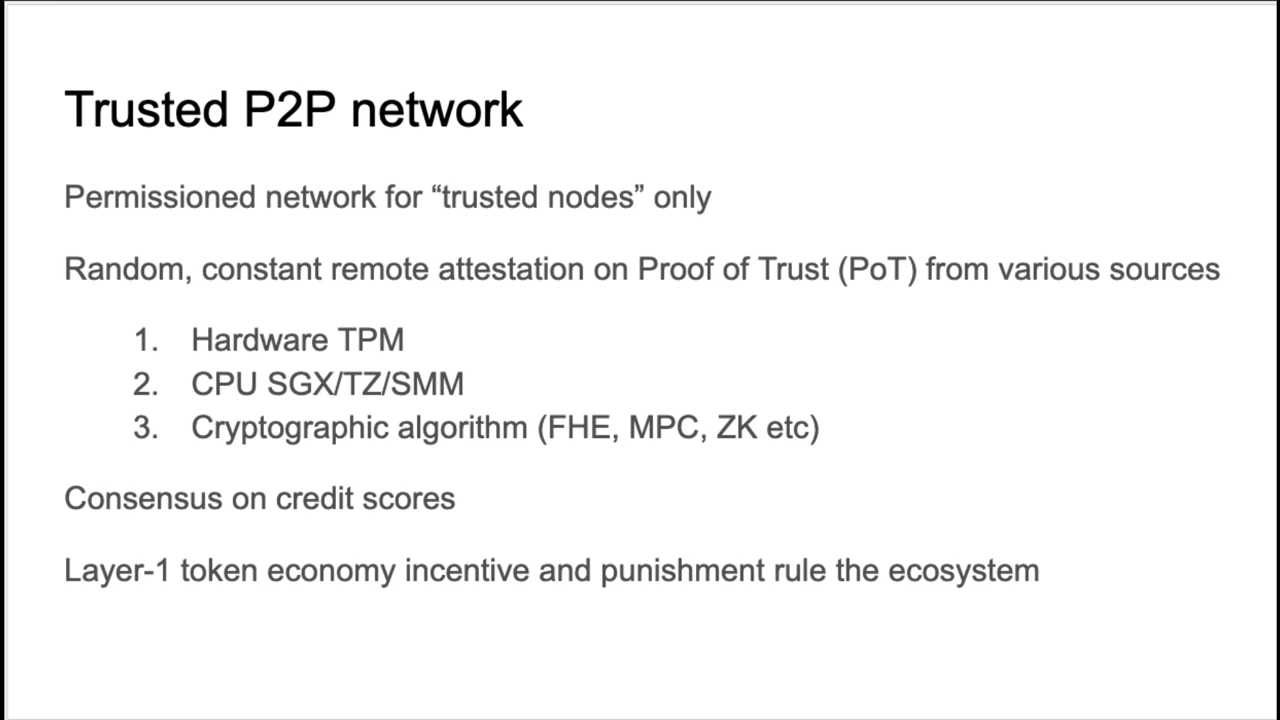 Trusted P2P network
Permissioned network for “trusted nodes” only
Random, constant remote attestation on Proof of Trust (PoT) from various sources
1. Hardware TPM
2. CPU SGX/TZ/SMM
3. Cryptographic algorithm (FHE, MPC, ZK etc)
Consensus on credit scores
Layer-1 token economy incentive and punishment rule the ecosystem